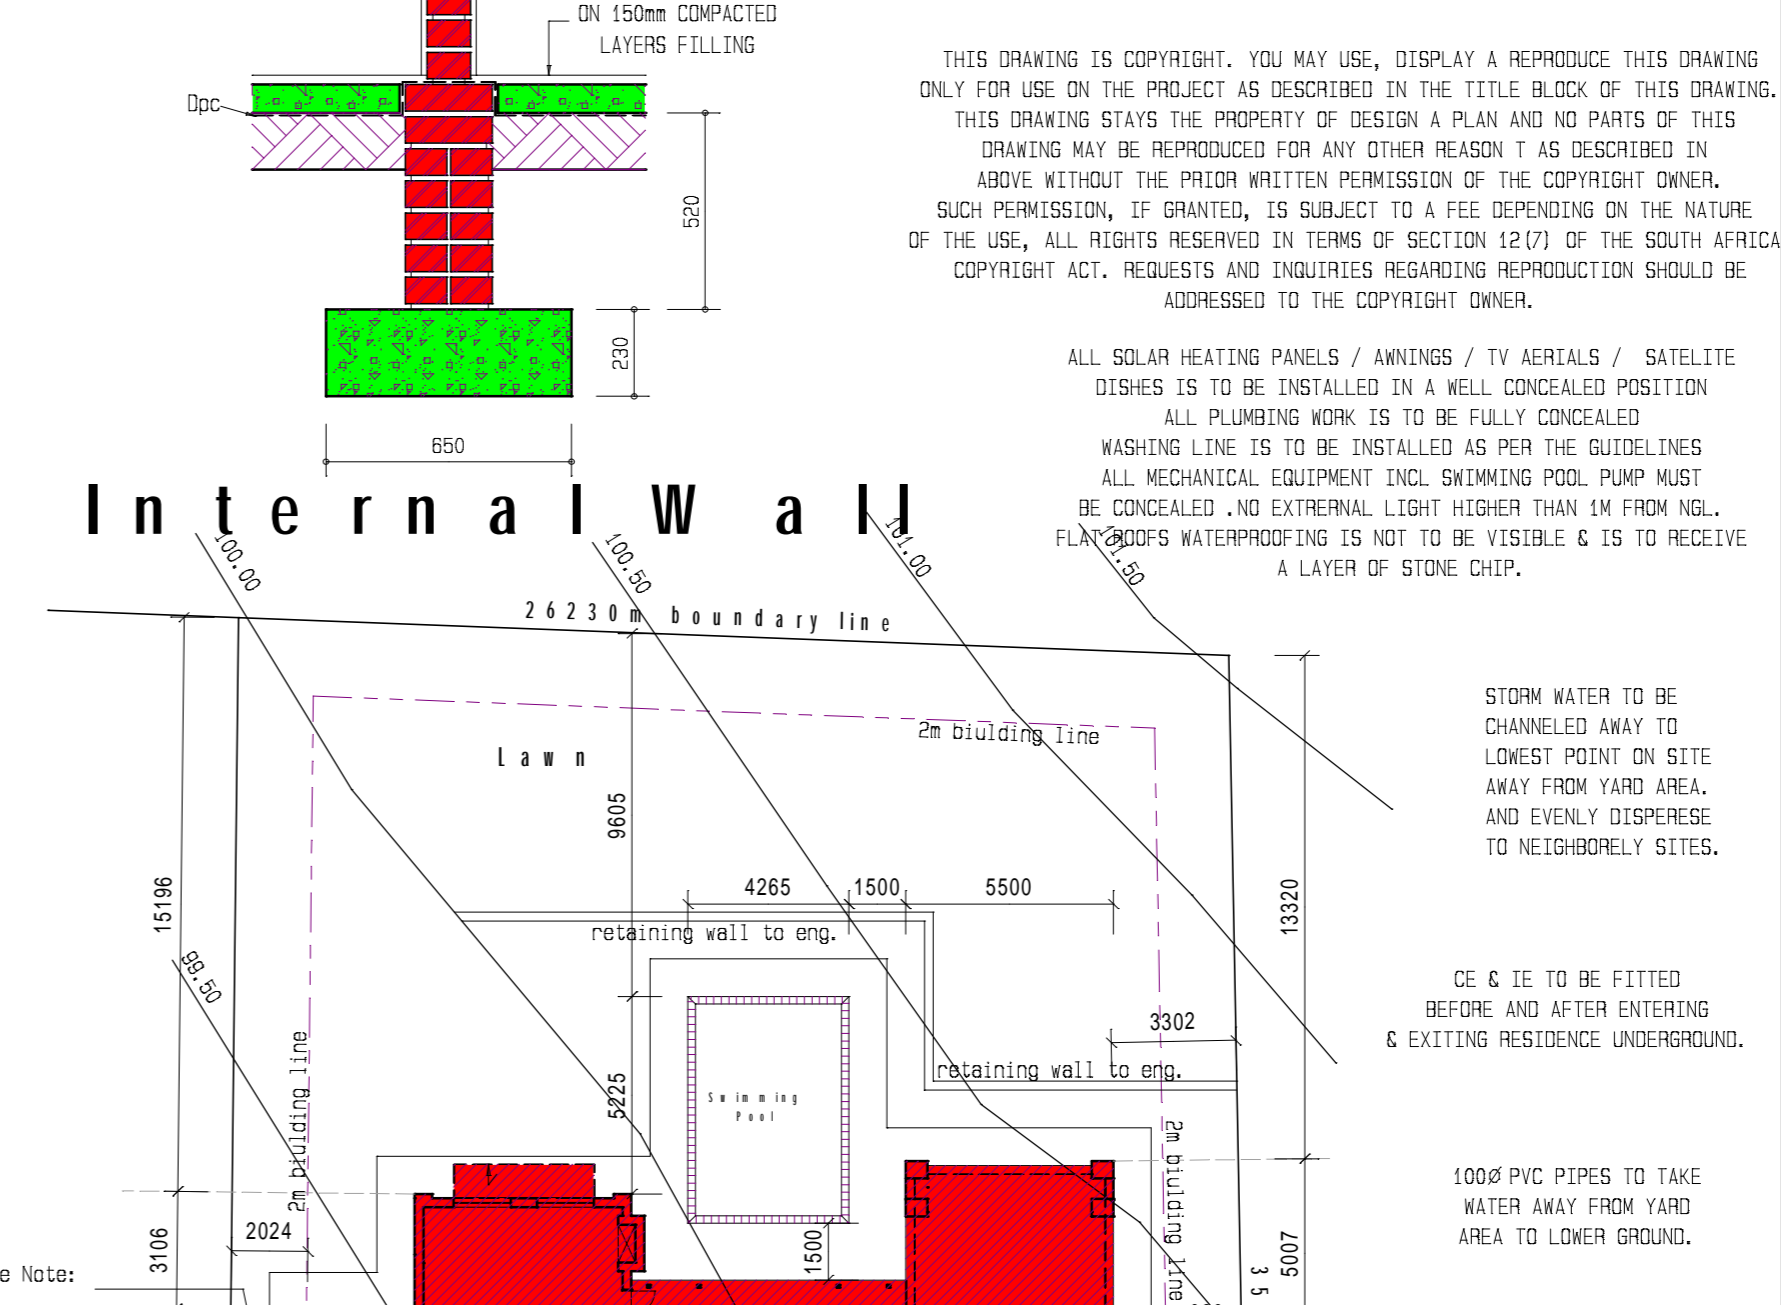 ON 150mm COMPACTED
LAYERS FILLING
Dpc
520
230
650
Internal Wall
THIS DRAWING IS COPYRIGHT. YOU MAY USE, DISPLAY A REPRODUCE THIS DRAWING
ONLY FOR USE ON THE PROJECT AS DESCRIBED IN THE TITLE BLOCK OF THIS DRAWING.
THIS DRAWING STAYS THE PROPERTY OF DESIGN A PLAN AND NO PARTS OF THIS
DRAWING MAY BE REPRODUCED FOR ANY OTHER REASON T AS DESCRIBED IN
ABOVE WITHOUT THE PRIOR WRITTEN PERMISSION OF THE COPYRIGHT OWNER.
SUCH PERMISSION, IF GRANTED, IS SUBJECT TO A FEE DEPENDING ON THE NATURE
OF THE USE, ALL RIGHTS RESERVED IN TERMS OF SECTION 12(7) OF THE SOUTH AFRICA
COPYRIGHT ACT. REQUESTS AND INQUIRIES REGARDING REPRODUCTION SHOULD BE
ADDRESSED TO THE COPYRIGHT OWNER.
ALL SOLAR HEATING PANELS / AWNINGS / TV AERIALS / SATELITE
DISHES IS TO BE INSTALLED IN A WELL CONCEALED POSITION
ALL PLUMBING WORK IS TO BE FULLY CONCEALED
WASHING LINE IS TO BE INSTALLED AS PER THE GUIDELINES
ALL MECHANICAL EQUIPMENT INCL SWIMMING POOL PUMP MUST
BE CONCEALED .NO EXTRERNAL LIGHT HIGHER THAN 1M FROM NGL.
FLAT ROOFS WATERPROOFING IS NOT TO BE VISIBLE & IS TO RECEIVE
A LAYER OF STONE CHIP.
100.00
100.50
101.00
101.50
26230m boundary line
2m biulding line
Lawn
9605
15196
99.50
4265
1500
5500
retaining wall to eng.
13320
3302
retaining wall to eng.
5225
Swimming
Pool
2m biulding line
2m biulding line
2024
3106
1500
5007
35
e Note:
STORM WATER TO BE
CHANNELED AWAY TO
LOWEST POINT ON SITE
AWAY FROM YARD AREA.
AND EVENLY DISPERESE
TO NEIGHBORELY SITES.
CE & IE TO BE FITTED
BEFORE AND AFTER ENTERING
& EXITING RESIDENCE UNDERGROUND.
100Ø PVC PIPES TO TAKE
WATER AWAY FROM YARD
AREA TO LOWER GROUND.